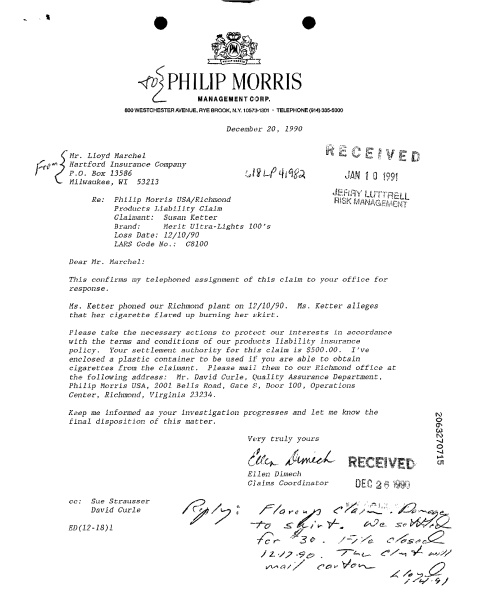 to PHILIP MORRIS
MANAGEMENT CORP.
800 WESTCHESTER AVENUE, RYE BROOK, N.Y. 10573-1301 • TELEPHONE (914) 335-5000
December 20, 1990
From
Mr. Lloyd Marchel
Hartford Insurance Company
P.O. Box 13586
Milwaukee, WI 53213
618 LP 41982
RECEIVED
JAN 10 1991
JERRY LUTTRELL
RISK MANAGEMENT
Re: Philip Morris USA/Richmond
Products Liability Claim
Claimant: Susan Ketter
Brand: Merit Ultra-Lights 100's
Loss Date: 12/10/90
LARS Code No.: C8100
Dear Mr. Marchel:
This confirms my telephoned assignment of this claim to your office for
response.
Ms. Ketter phoned our Richmond plant on 12/10/90. Ms. Ketter alleges
that her cigarette flared up burning her skirt.
Please take the necessary actions to protect our interests in accordance
with the terms and conditions of our products liability insurance
policy. Your settlement authority for this claim is $500.00. I've
enclosed a plastic container to be used if you are able to obtain
cigarettes from the claimant. Please mail them to our Richmond office at
the following address: Mr. David Curle, Quality Assurance Department,
Philip Morris USA, 2001 Bells Road, Gate S, Door 100, Operations
Center, Richmond, Virginia 23234.
Keep me informed as your investigation progresses and let me know the
final disposition of this matter.
Very truly yours
Ellen Dimech
Ellen Dimech
Claims Coordinator
RECEIVED
DEC 26 1990
2063270715
cc: Sue Strausser
David Curle
ED(12-18)1
Reply: Flareup claim. Damage
to skirt. We settled
for $30. File closed
12.17.90. The Clmt will
mail carton
Lloyd